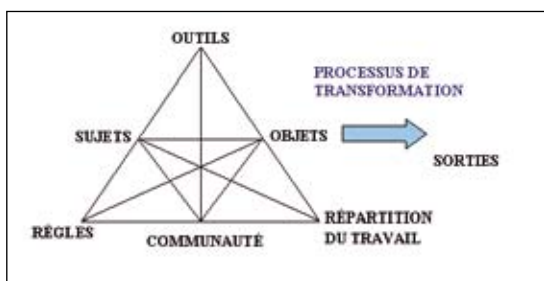 OUTILS
PROCESSUS DE
TRANSFORMATION
SUJETS
OBJETS
SORTIES
RÈGLES
COMMUNAUTÉ
RÉPARTITION
DU TRAVAIL